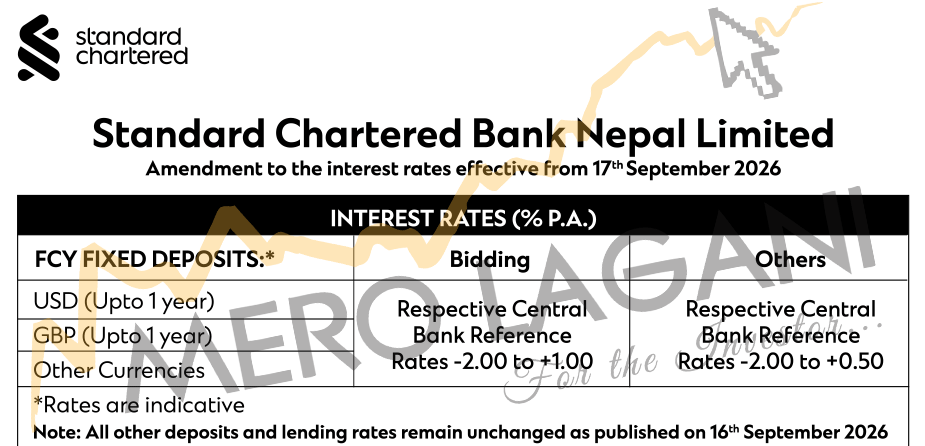 standard
chartered
Standard Chartered Bank Nepal Limited
Amendment to the interest rates effective from 17th September 2026
INTEREST RATES (% P.A.)
FCY FIXED DEPOSITS:* Bidding Others
USD (Upto 1 year)
GBP (Upto 1 year)
Other Currencies
Respective Central
Bank Reference
Rates -2.00 to +1.00
Respective Central
Bank Reference
Rates -2.00 to +0.50
*Rates are indicative
Note: All other deposits and lending rates remain unchanged as published on 16th September 2026
MERO LAGANI
For the Investor...